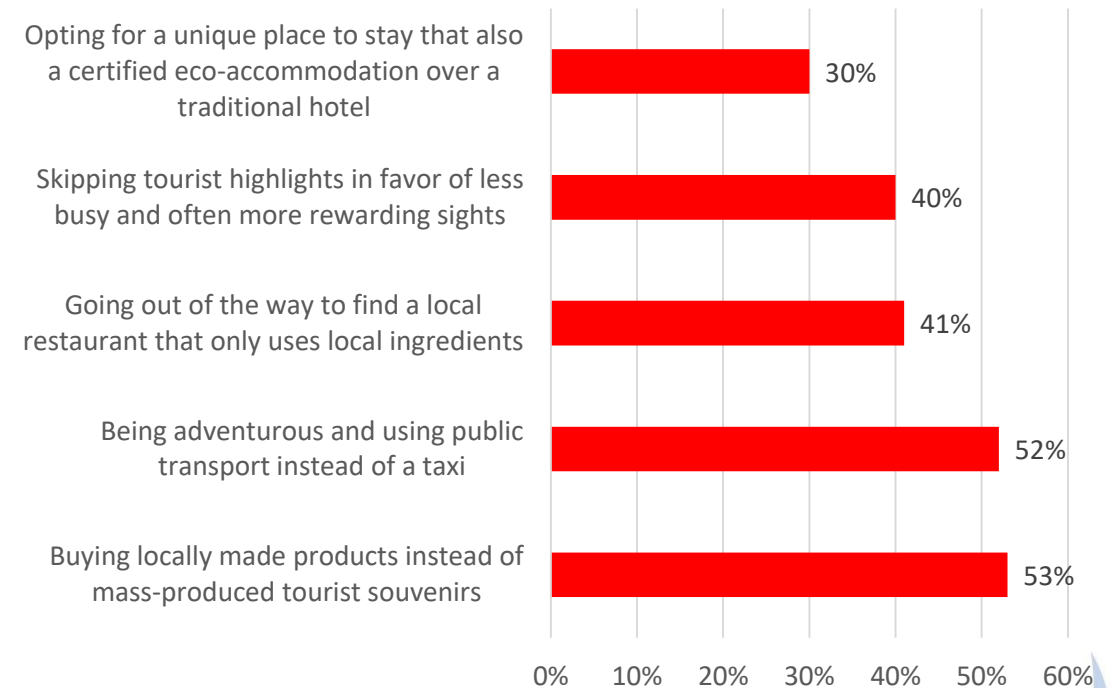 Opting for a unique place to stay that also
a certified eco-accommodation over a
traditional hotel
30%
Skipping tourist highlights in favor of less
busy and often more rewarding sights
40%
Going out of the way to find a local
restaurant that only uses local ingredients
41%
Being adventurous and using public
transport instead of a taxi
52%
Buying locally made products instead of
mass-produced tourist souvenirs
53%
0% 10% 20% 30% 40% 50% 60%